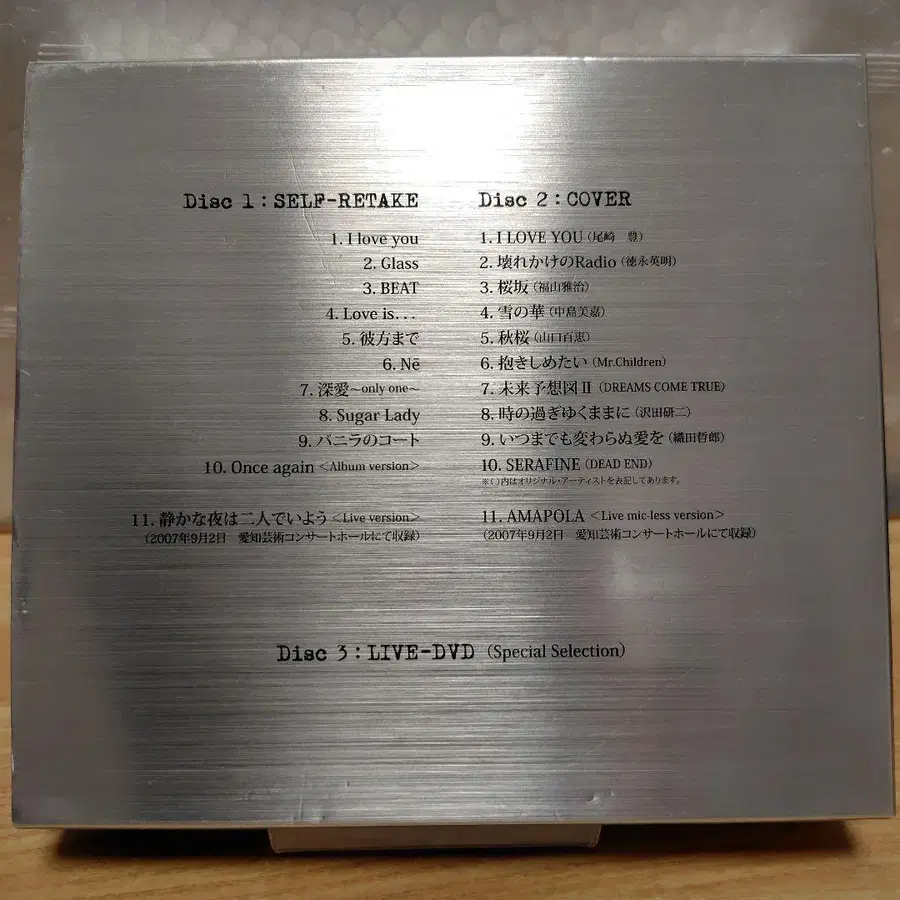 Disc 1 : SELF-RETAKE
1. I love you
2. Glass
3. BEAT
4. Love is...
5. 彼方まで
6. Nē
7. 深愛~only one~
8. Sugar Lady
9. バニラのコート
10. Once again <Album version>
11. 静かな夜は二人でいよう <Live version>
(2007年9月2日 愛知芸術コンサートホールにて収録)
Disc 2 : COVER
1. I LOVE YOU (尾崎 豊)
2. 壊れかけのRadio (徳永英明)
3. 桜坂 (福山雅治)
4. 雪の華 (中島美嘉)
5. 秋桜 (山口百恵)
6. 抱きしめたい (Mr.Children)
7. 未来予想図Ⅱ (DREAMS COME TRUE)
8. 時の過ぎゆくままに (沢田研二)
9. いつまでも変わらぬ愛を (織田哲郎)
10. SERAFINE (DEAD END)
※( )内はオリジナル・アーティストを表記してあります。
11. AMAPOLA <Live mic-less version>
(2007年9月2日 愛知芸術コンサートホールにて収録)
Disc 3 : LIVE-DVD (Special Selection)